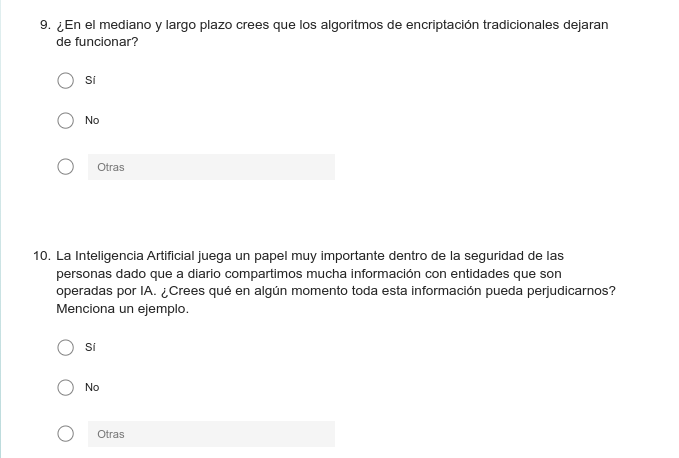 9. ¿En el mediano y largo plazo crees que los algoritmos de encriptación tradicionales dejaran
de funcionar?
Sí
No
Otras
10. La Inteligencia Artificial juega un papel muy importante dentro de la seguridad de las
personas dado que a diario compartimos mucha información con entidades que son
operadas por IA. ¿Crees qué en algún momento toda esta información pueda perjudicarnos?
Menciona un ejemplo.
Sí
No
Otras